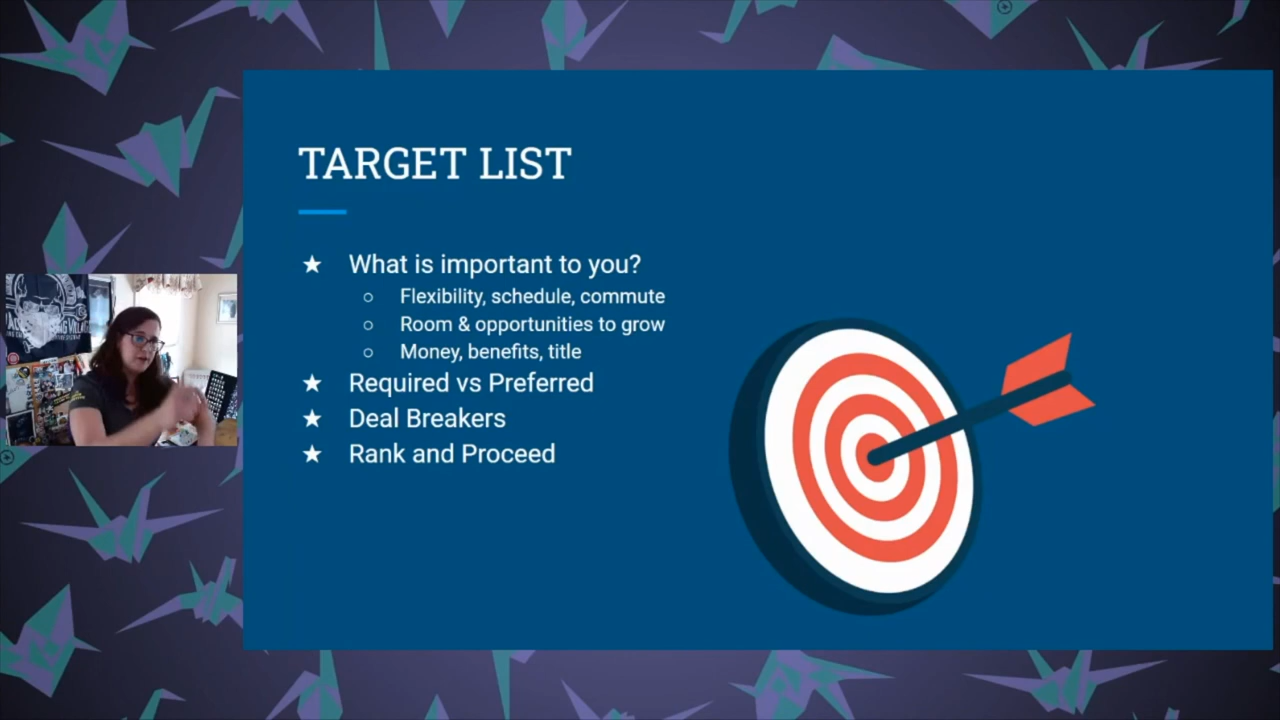 TARGET LIST
★ What is important to you?
○ Flexibility, schedule, commute
○ Room & opportunities to grow
○ Money, benefits, title
★ Required vs Preferred
★ Deal Breakers
★ Rank and Proceed